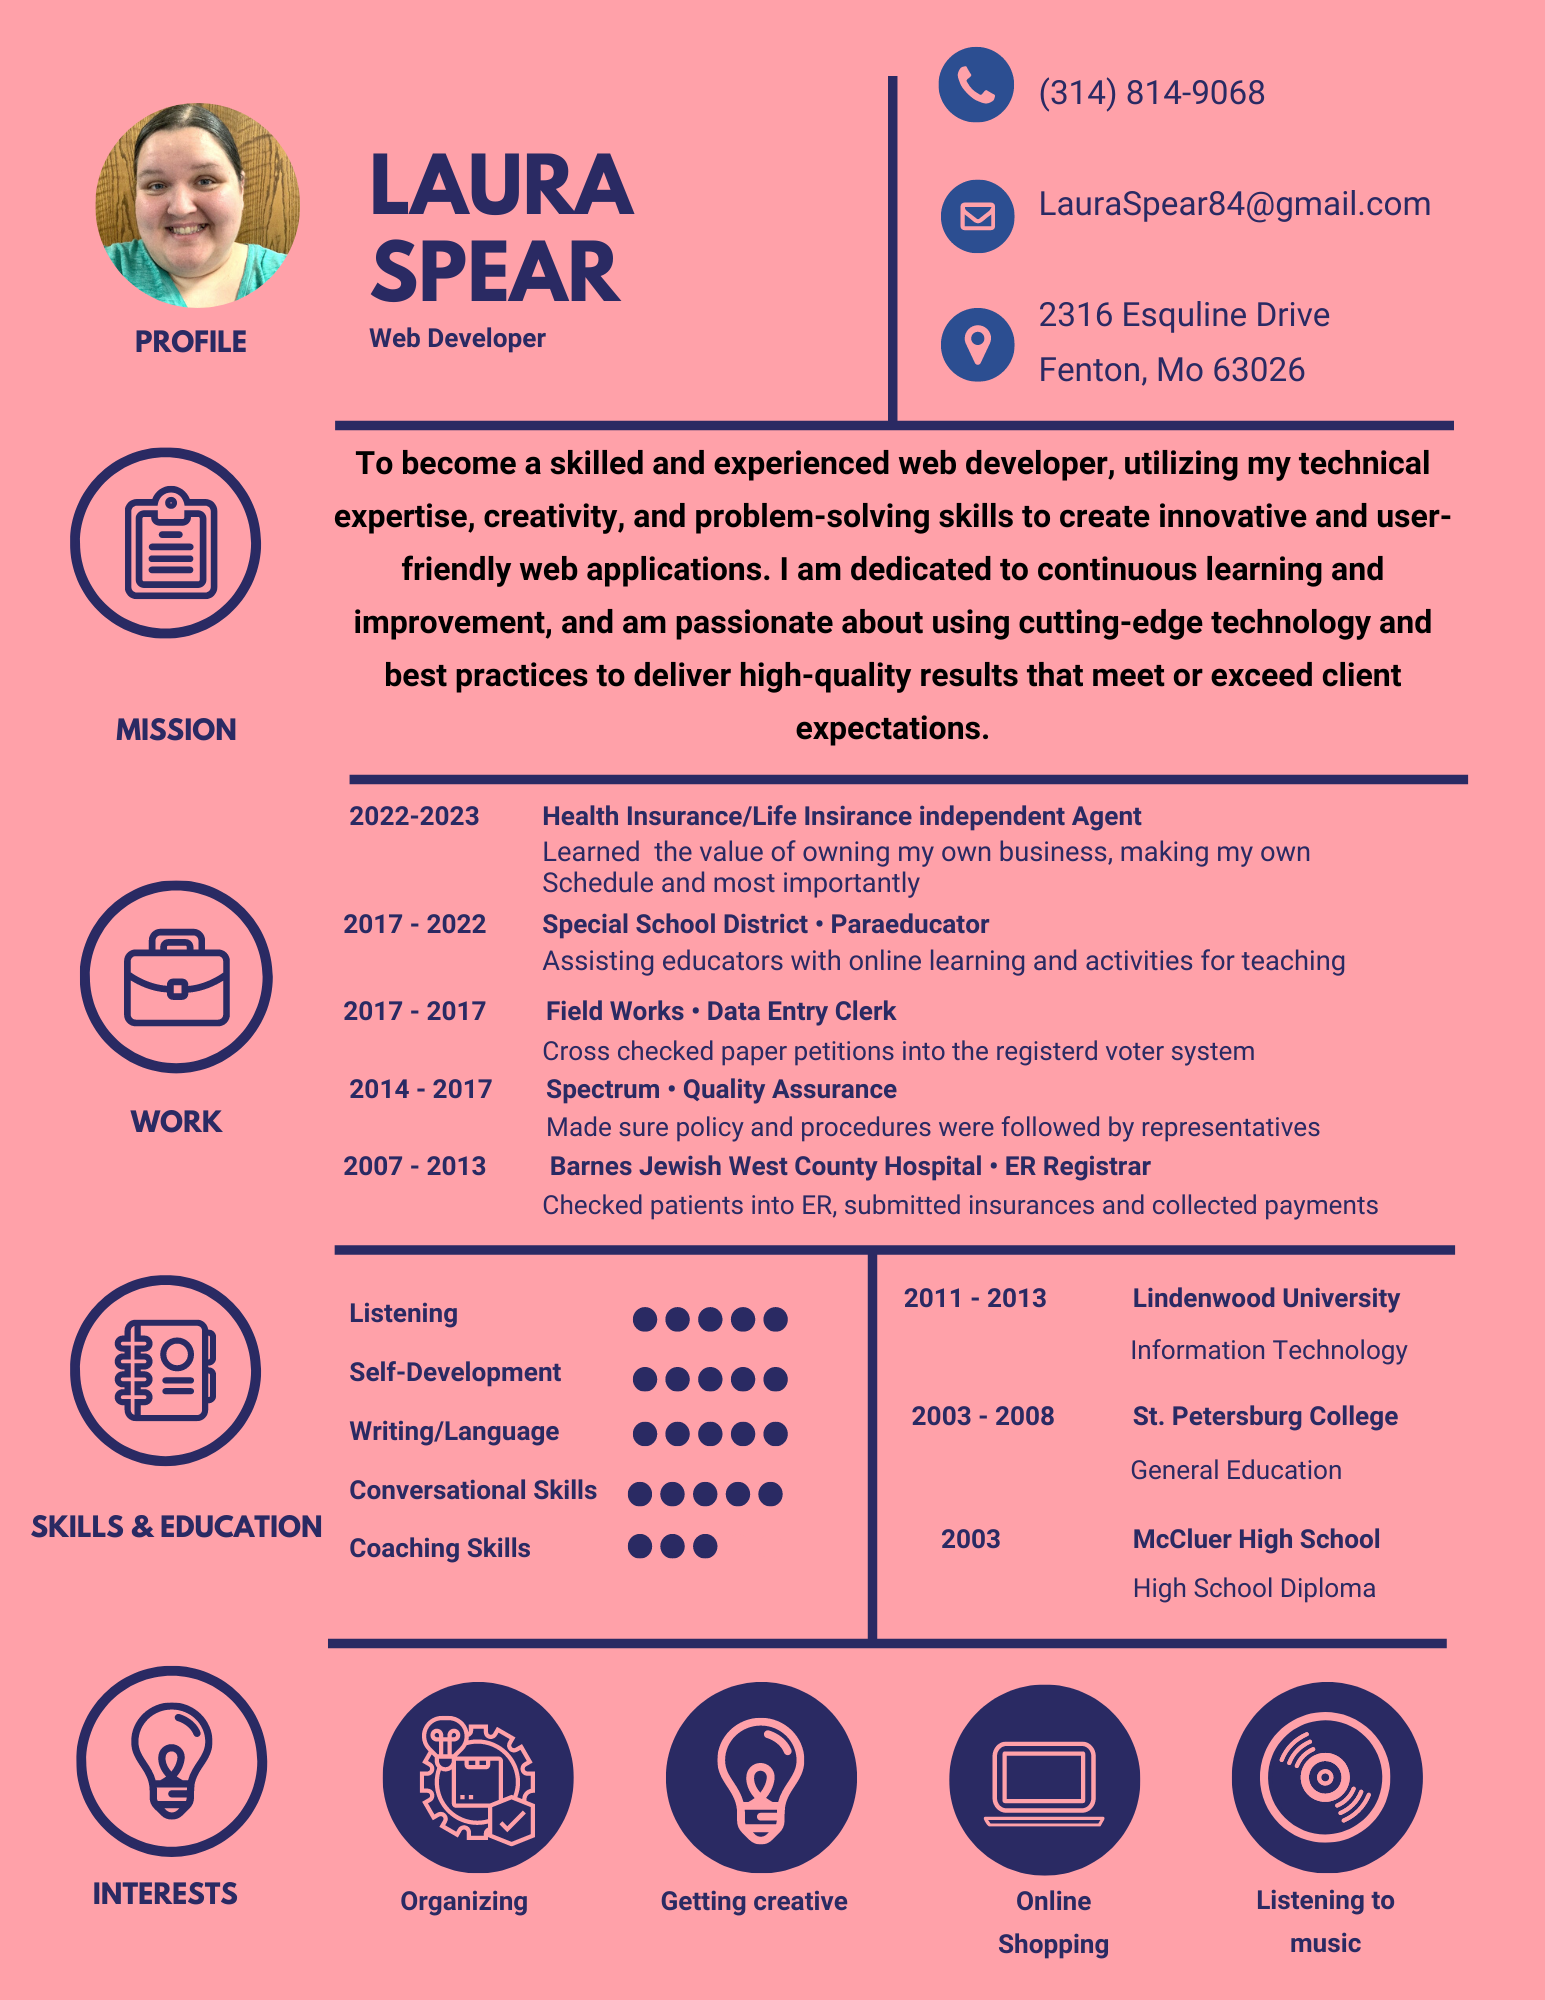 LAURA
SPEAR
Web Developer
PROFILE
(314) 814-9068
LauraSpear84@gmail.com
2316 Esquline Drive
Fenton, Mo 63026
MISSION
To become a skilled and experienced web developer, utilizing my technical
expertise, creativity, and problem-solving skills to create innovative and user-
friendly web applications. I am dedicated to continuous learning and
improvement, and am passionate about using cutting-edge technology and
best practices to deliver high-quality results that meet or exceed client
expectations.
WORK
2022-2023 Health Insurance/Life Insirance independent Agent
Learned the value of owning my own business, making my own
Schedule and most importantly
2017 - 2022 Special School District • Paraeducator
Assisting educators with online learning and activities for teaching
2017 - 2017 Field Works • Data Entry Clerk
Cross checked paper petitions into the registerd voter system
2014 - 2017 Spectrum • Quality Assurance
Made sure policy and procedures were followed by representatives
2007 - 2013 Barnes Jewish West County Hospital • ER Registrar
Checked patients into ER, submitted insurances and collected payments
SKILLS & EDUCATION
Listening
Self-Development
Writing/Language
Conversational Skills
Coaching Skills
2011 - 2013 Lindenwood University
Information Technology
2003 - 2008 St. Petersburg College
General Education
2003 McCluer High School
High School Diploma
INTERESTS
Organizing
Getting creative
Online
Shopping
Listening to
music